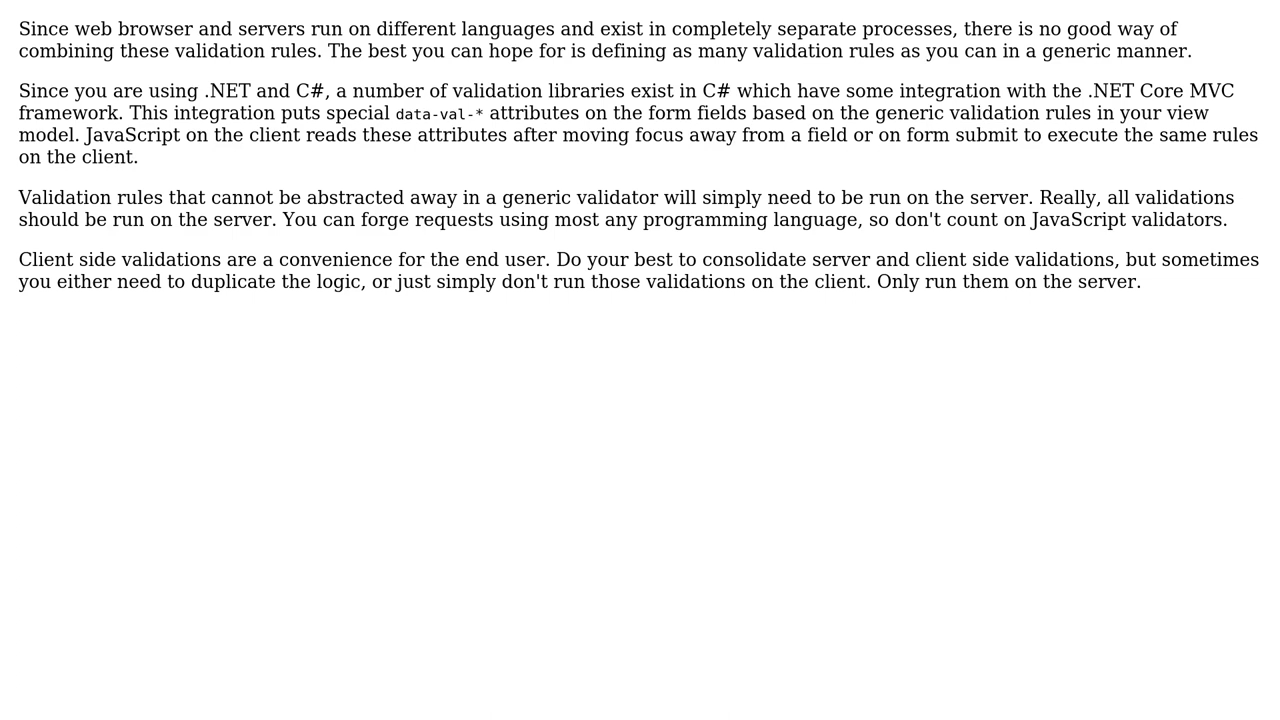 Since web browser and servers run on different languages and exist in completely separate processes, there is no good way of
combining these validation rules. The best you can hope for is defining as many validation rules as you can in a generic manner.
Since you are using .NET and C#, a number of validation libraries exist in C# which have some integration with the .NET Core MVC
framework. This integration puts special data-val-* attributes on the form fields based on the generic validation rules in your view
model. JavaScript on the client reads these attributes after moving focus away from a field or on form submit to execute the same rules
on the client.
Validation rules that cannot be abstracted away in a generic validator will simply need to be run on the server. Really, all validations
should be run on the server. You can forge requests using most any programming language, so don't count on JavaScript validators.
Client side validations are a convenience for the end user. Do your best to consolidate server and client side validations, but sometimes
you either need to duplicate the logic, or just simply don't run those validations on the client. Only run them on the server.